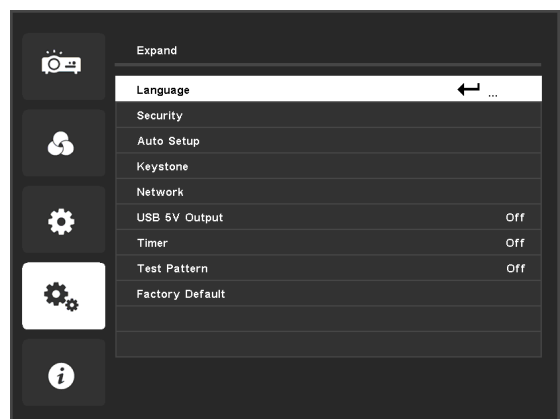 Expand
Language ...
Security
Auto Setup
Keystone
Network
USB 5V Output Off
Timer Off
Test Pattern Off
Factory Default
i